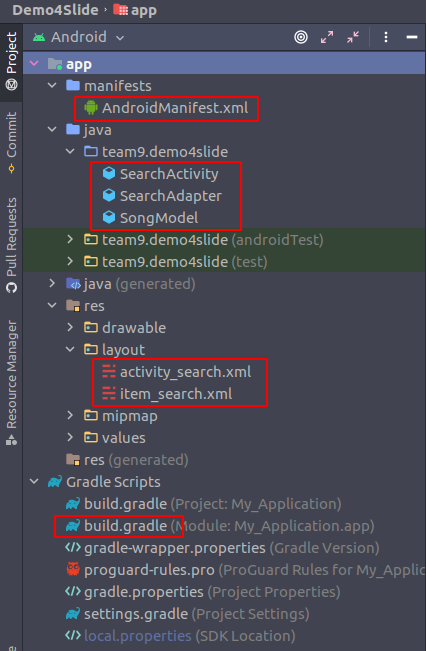 Demo4Slide > app
Project
Commit
Pull Requests
Resource Manager
Android
app
manifests
AndroidManifest.xml
java
team9.demo4slide
SearchActivity
SearchAdapter
SongModel
team9.demo4slide (androidTest)
team9.demo4slide (test)
java (generated)
res
drawable
layout
activity_search.xml
item_search.xml
mipmap
values
res (generated)
Gradle Scripts
build.gradle (Project: My_Application)
build.gradle (Module: My_Application.app)
gradle-wrapper.properties (Gradle Version)
proguard-rules.pro (ProGuard Rules for My_Applic
gradle.properties (Project Properties)
settings.gradle (Project Settings)
local.properties (SDK Location)